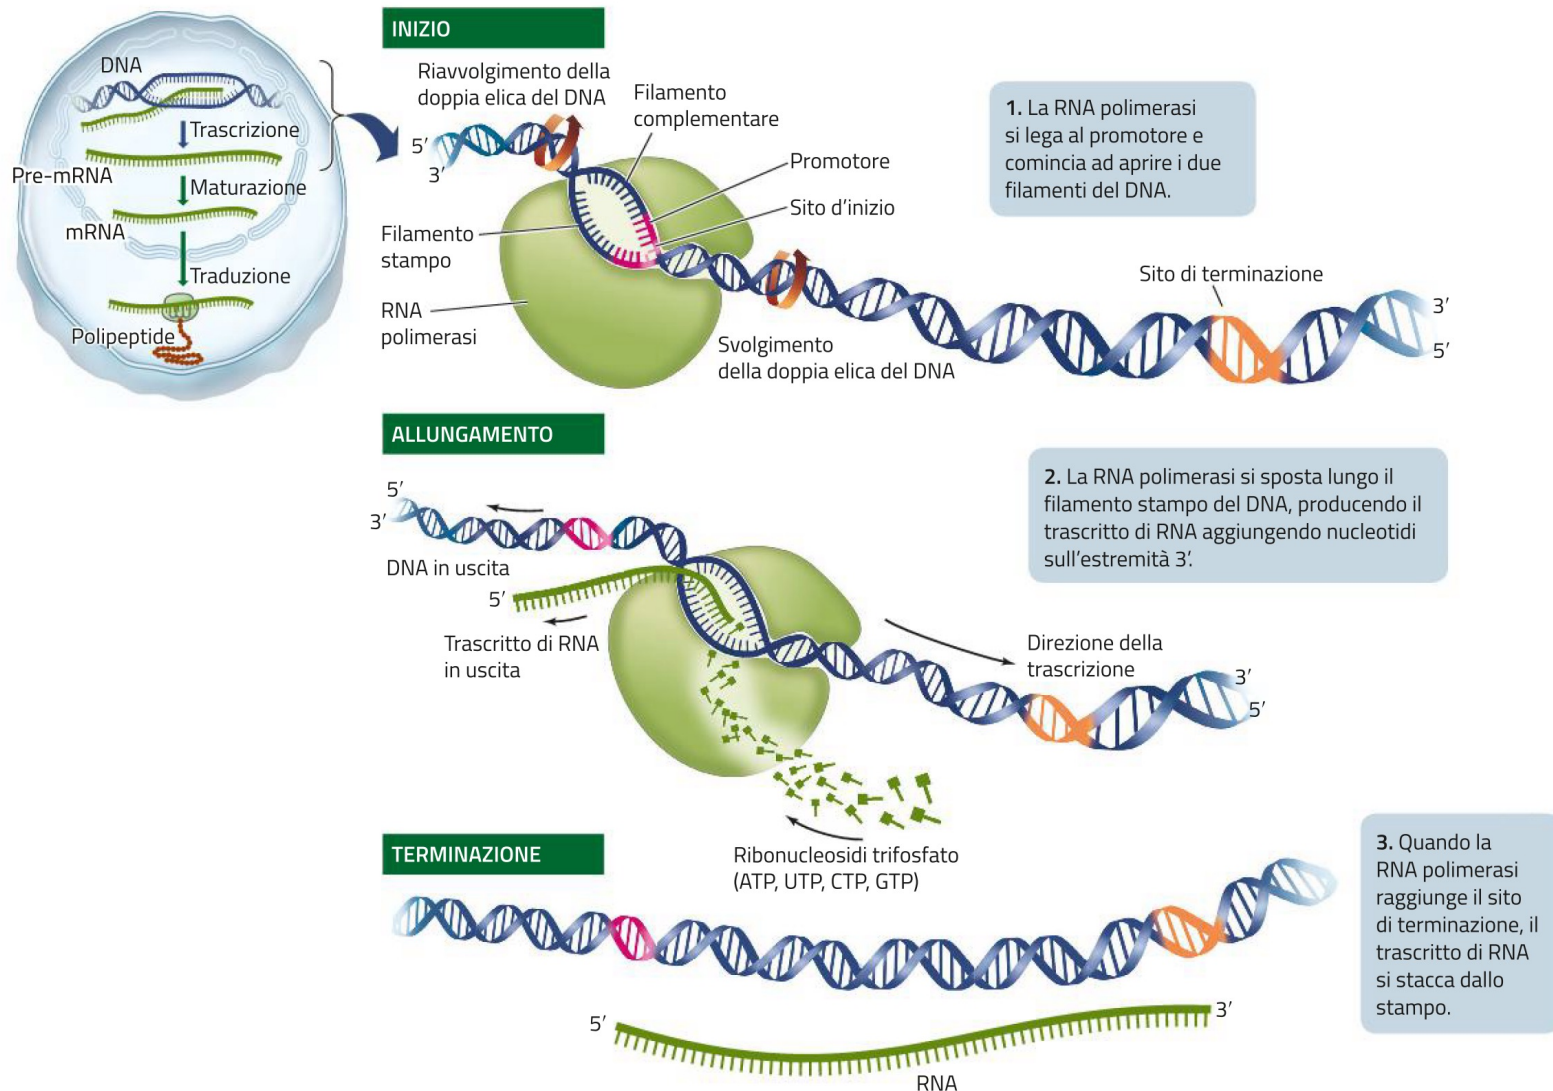 DNA
Trascrizione
Pre-mRNA
Maturazione
mRNA
Traduzione
Polipeptide
INIZIO
Riavvolgimento della
doppia elica del DNA
Filamento
complementare
5′
3′
Promotore
Sito d'inizio
Filamento
stampo
RNA
polimerasi
Svolgimento
della doppia elica del DNA
Sito di terminazione
3′
5′
1. La RNA polimerasi
si lega al promotore e
comincia ad aprire i due
filamenti del DNA.
ALLUNGAMENTO
5′
3′
DNA in uscita
5′
Trascritto di RNA
in uscita
Direzione della
trascrizione
3′
5′
Ribonucleosidi trifosfato
(ATP, UTP, CTP, GTP)
2. La RNA polimerasi si sposta lungo il
filamento stampo del DNA, producendo il
trascritto di RNA aggiungendo nucleotidi
sull'estremità 3′.
TERMINAZIONE
5′
3′
RNA
3. Quando la
RNA polimerasi
raggiunge il sito
di terminazione, il
trascritto di RNA
si stacca dallo
stampo.